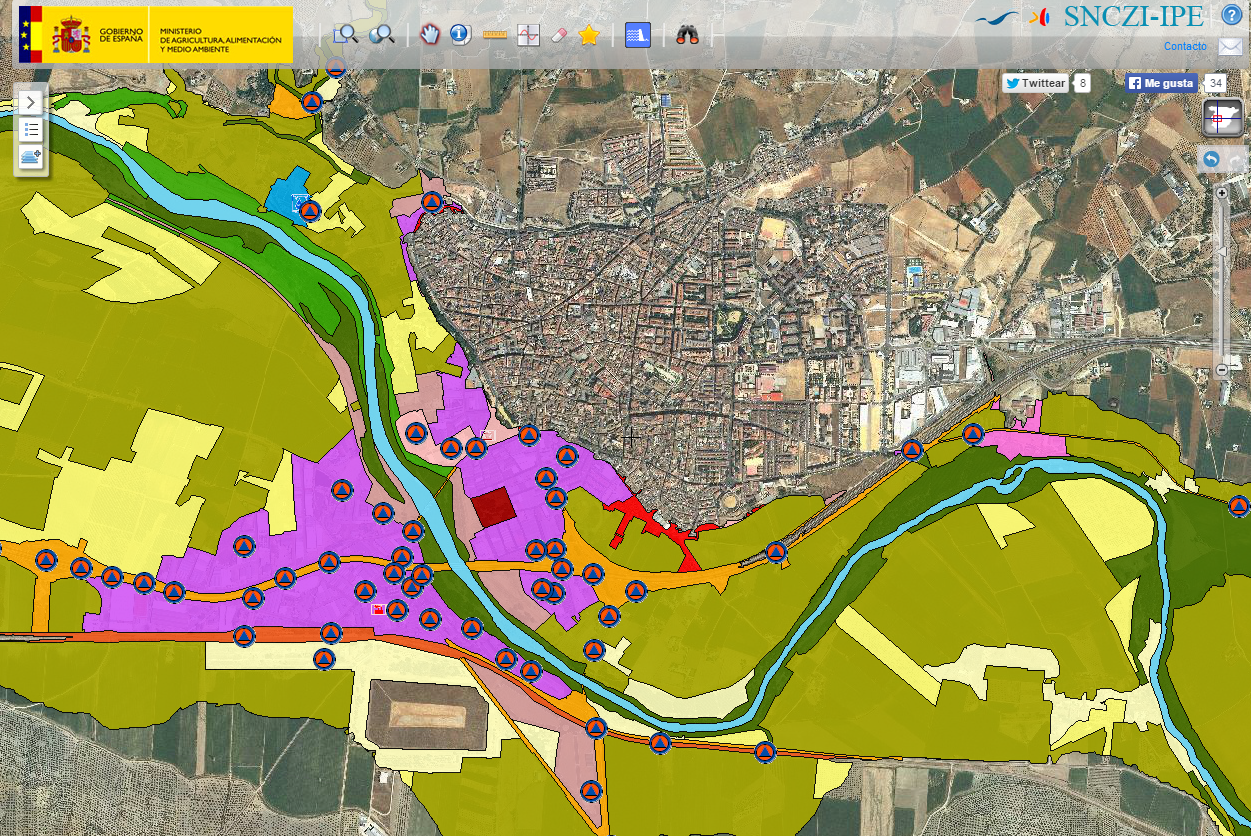 GOBIERNO
DE ESPAÑA
MINISTERIO
DE AGRICULTURA, ALIMENTACIÓN
Y MEDIO AMBIENTE
SNCZI-IPE
?
Contacto
Twittear
8
f Me gusta
34